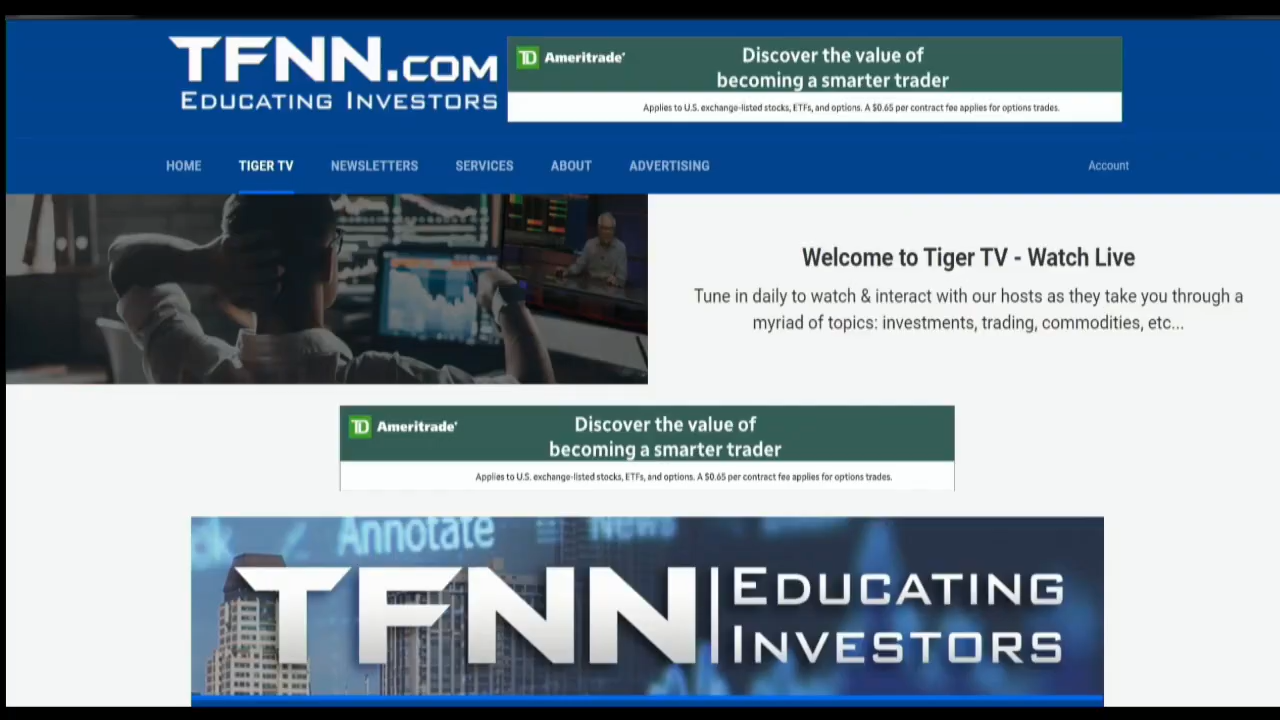 TFNN.COM
EDUCATING INVESTORS
TD Ameritrade
Discover the value of
becoming a smarter trader
Applies to U.S. exchange-listed stocks, ETFs, and options. A $0.65 per contract fee applies for options trades.
HOME TIGER TV NEWSLETTERS SERVICES ABOUT ADVERTISING Account
Welcome to Tiger TV - Watch Live
Tune in daily to watch & interact with our hosts as they take you through a
myriad of topics: investments, trading, commodities, etc...
TD Ameritrade
Discover the value of
becoming a smarter trader
Applies to U.S. exchange-listed stocks, ETFs, and options. A $0.65 per contract fee applies for options trades.
Annotate News
TFNN
EDUCATING
INVESTORS